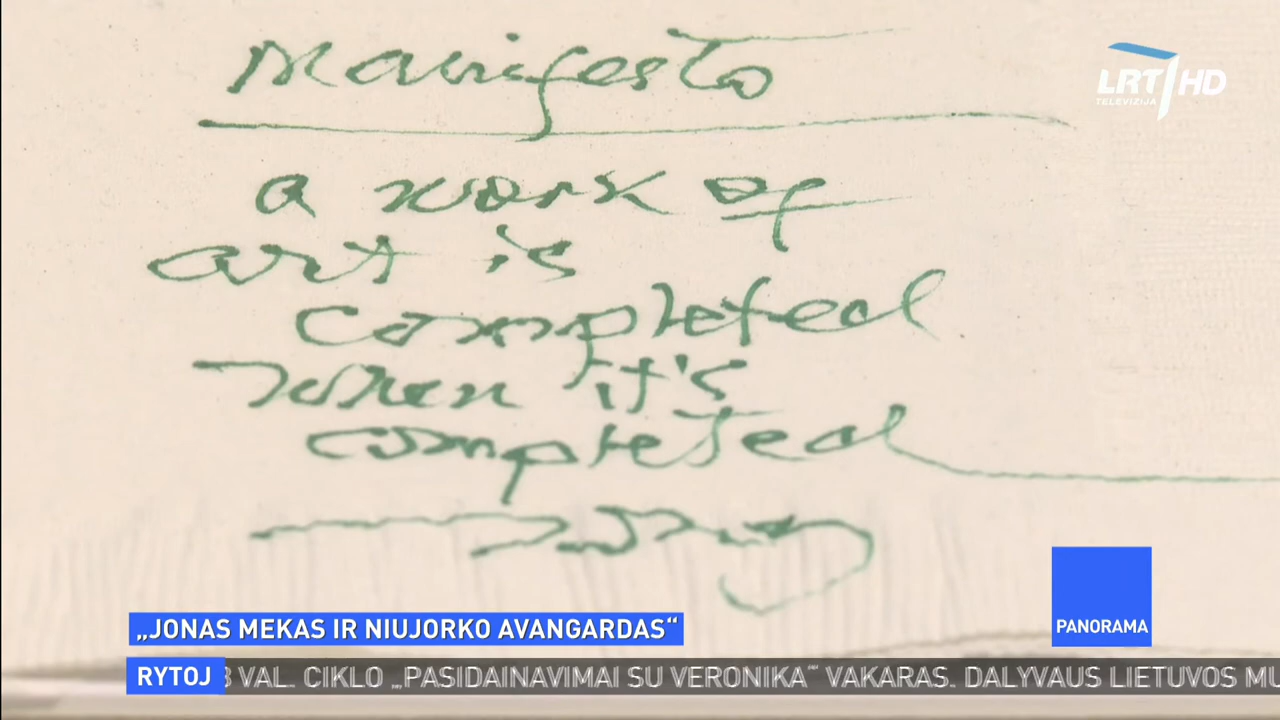 Manifesto
LRT HD
TELEVIZIJA
a work of
art is
completed
when it's
completed
„JONAS MEKAS IR NIUJORKO AVANGARDAS“
PANORAMA
RYTOJ VAL. CIKLO „PASIDAINAVIMAI SU VERONIKA“ VAKARAS. DALYVAUS LIETUVOS